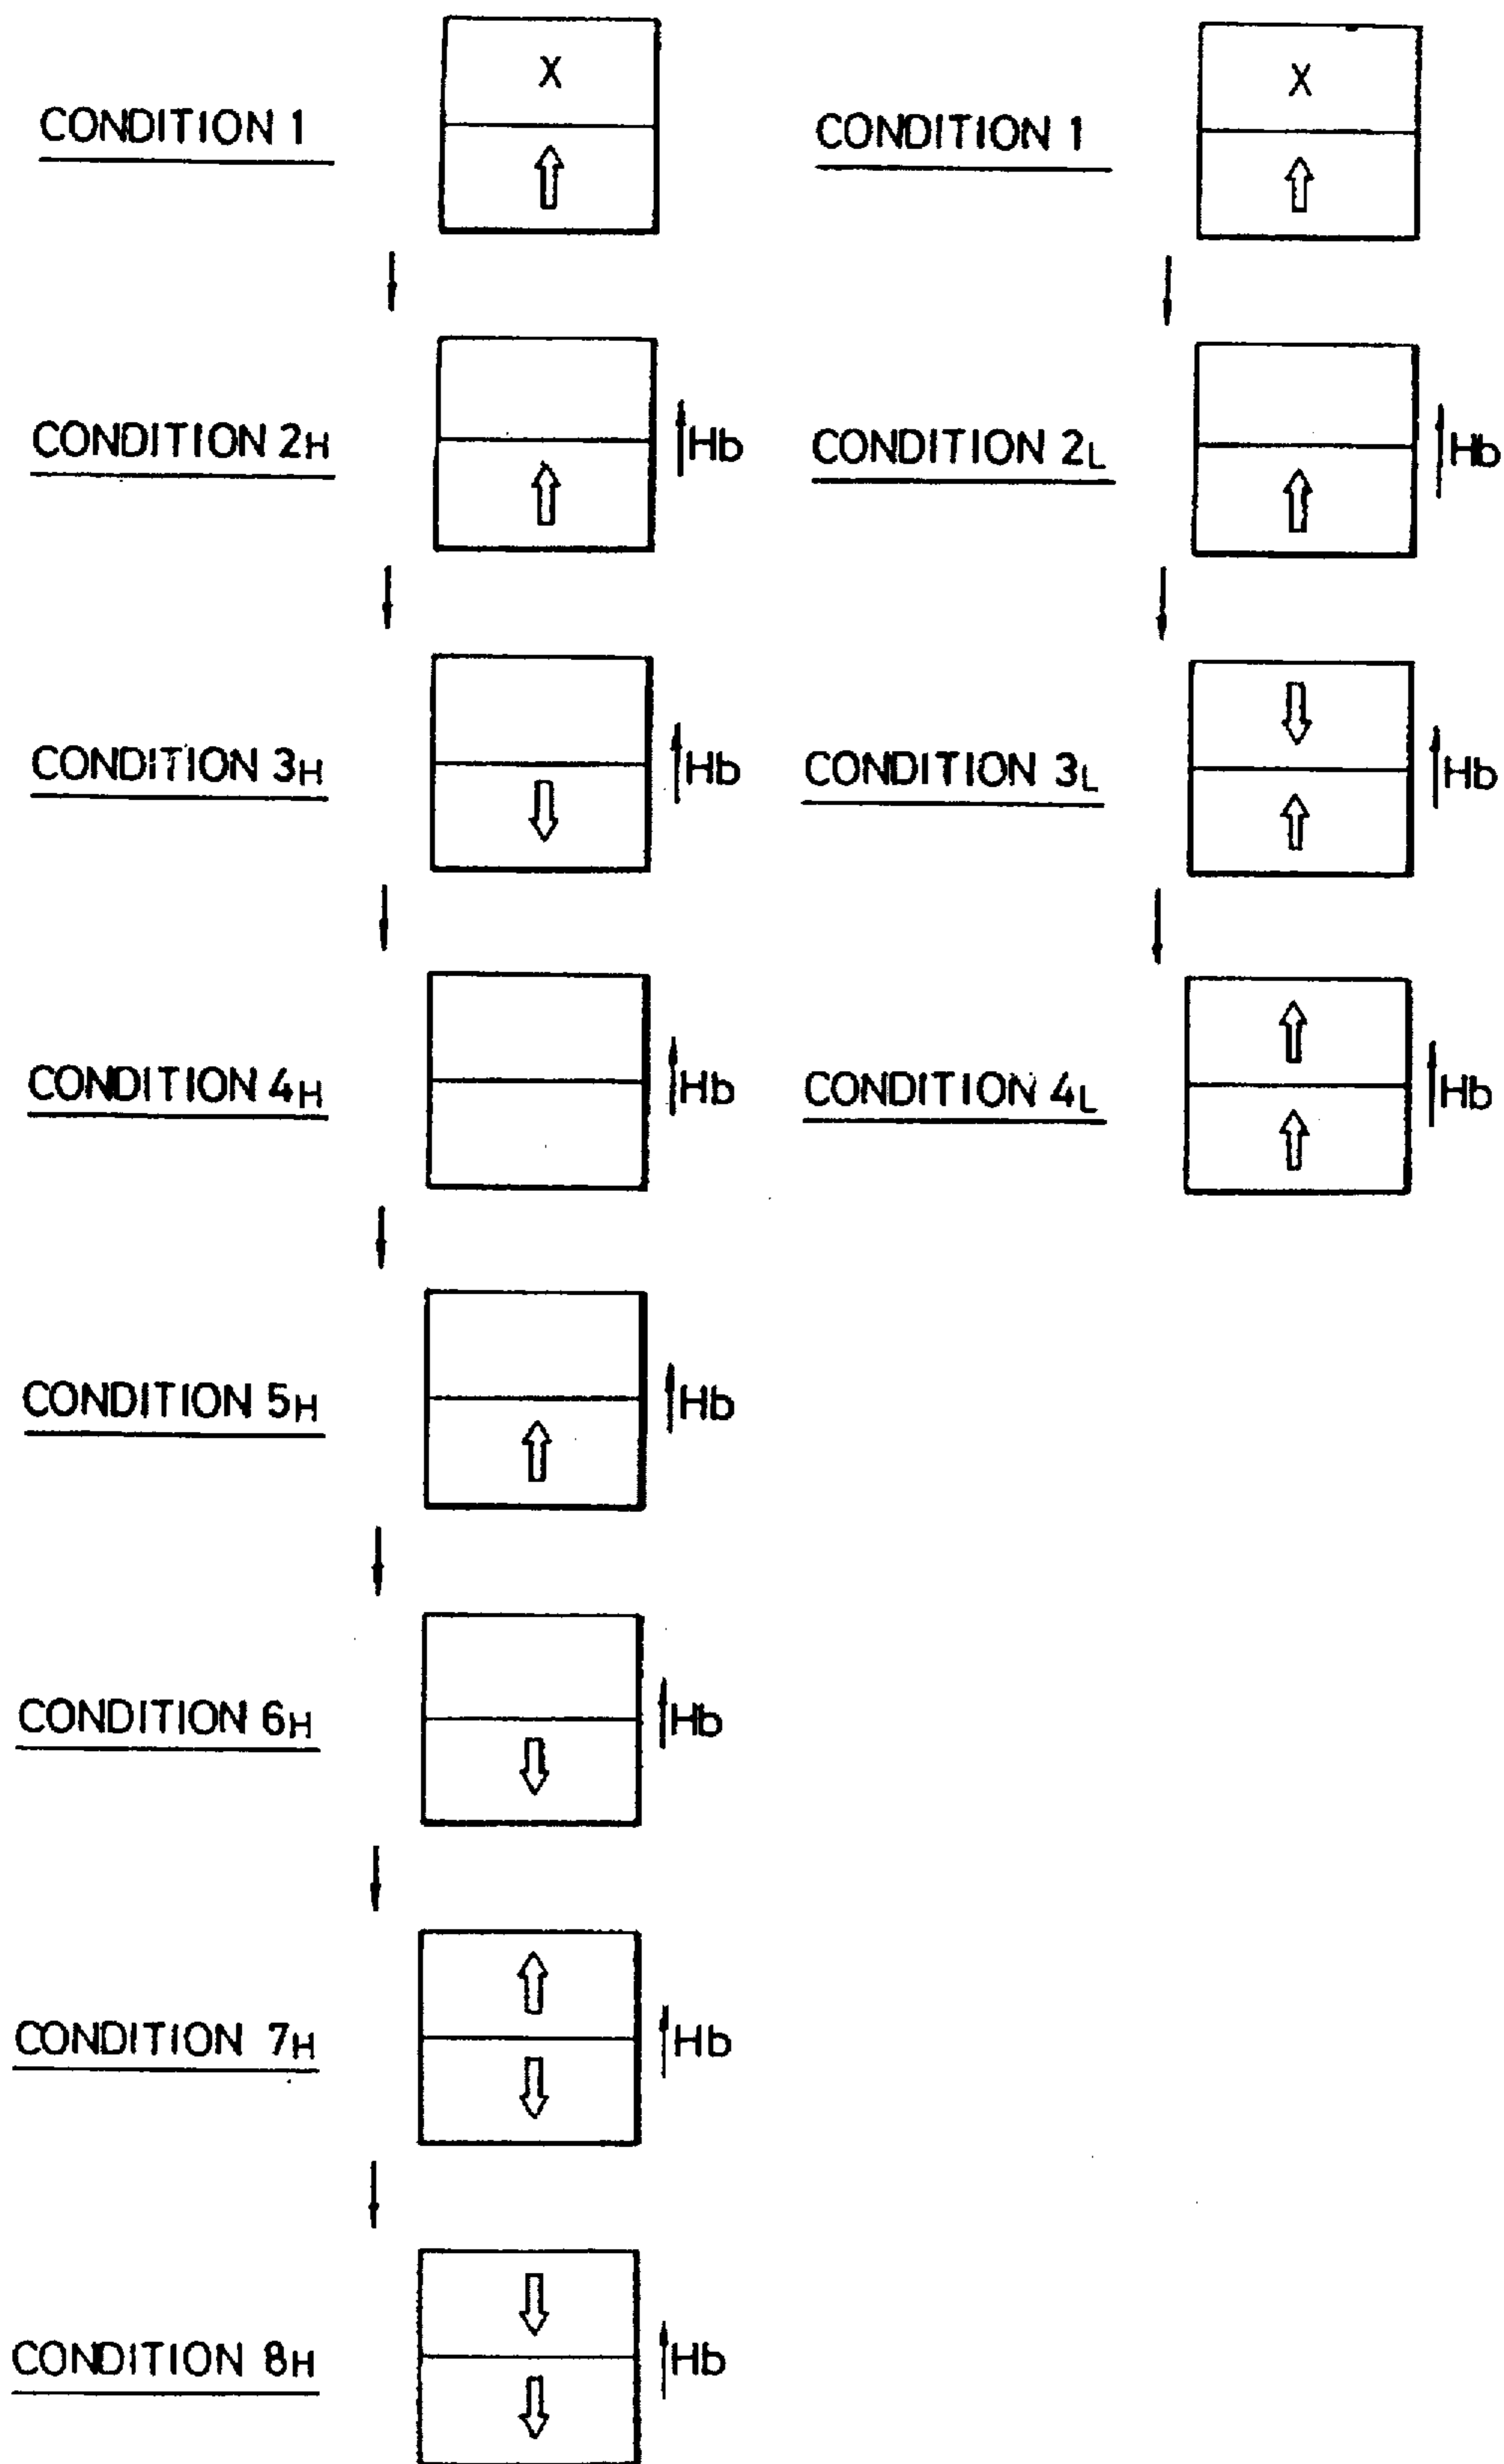 X
CONDITION 1
CONDITION 2H
Hb
CONDITION 3H
Hb
CONDITION 4H
Hb
CONDITION 5H
Hb
CONDITION 6H
Hb
CONDITION 7H
Hb
CONDITION 8H
Hb
X
CONDITION 1
CONDITION 2L
Hb
CONDITION 3L
Hb
CONDITION 4L
Hb